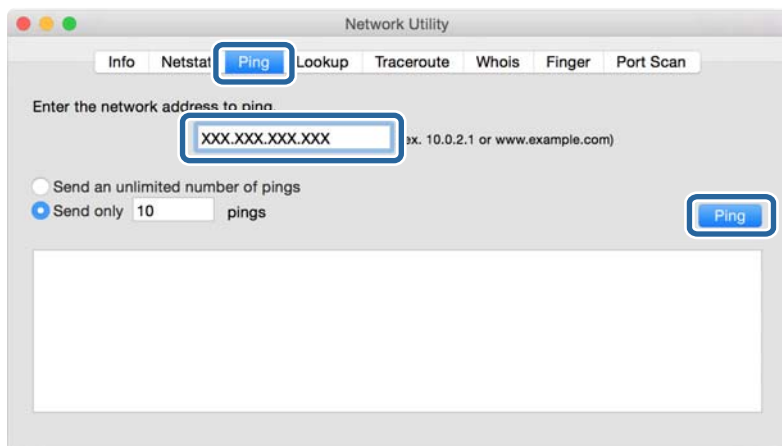 Network Utility
Info Netstat Ping Lookup Traceroute Whois Finger Port Scan
Enter the network address to ping.
XXX.XXX.XXX.XXX ex. 10.0.2.1 or www.example.com)
Send an unlimited number of pings
Send only 10 pings
Ping